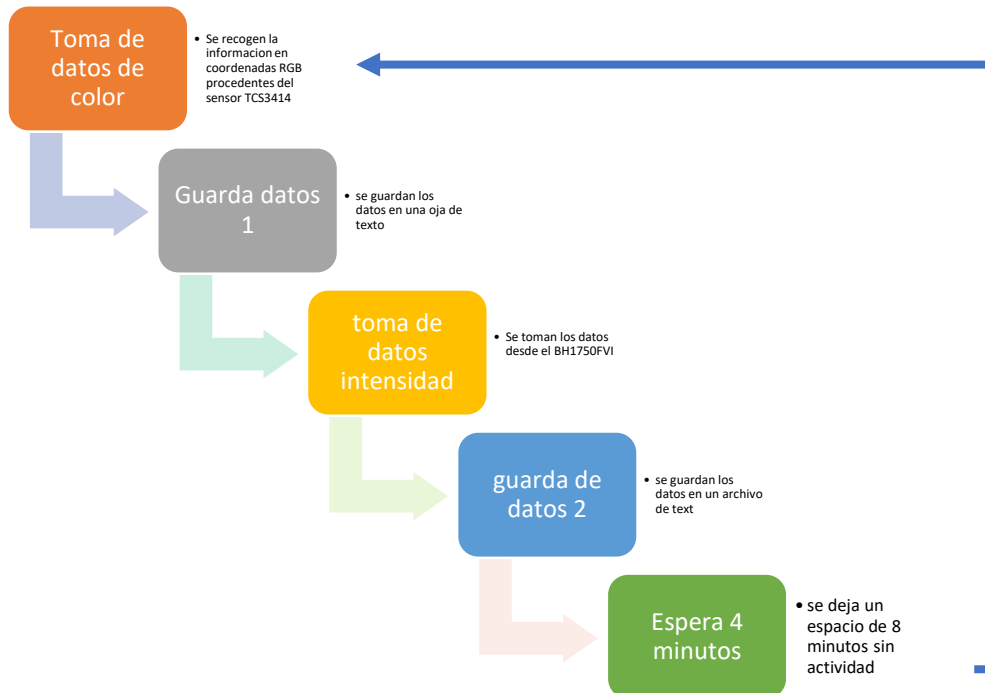 Toma de
datos de
color
• Se recogen la
informacion en
coordenadas RGB
procedentes del
sensor TCS3414
Guarda datos
1
• se guardan los
datos en una oja de
texto
toma de
datos
intensidad
• Se toman los datos
desde el BH1750FVI
guarda de
datos 2
• se guardan los
datos en un archivo
de text
Espera 4
minutos
• se deja un
espacio de 8
minutos sin
actividad